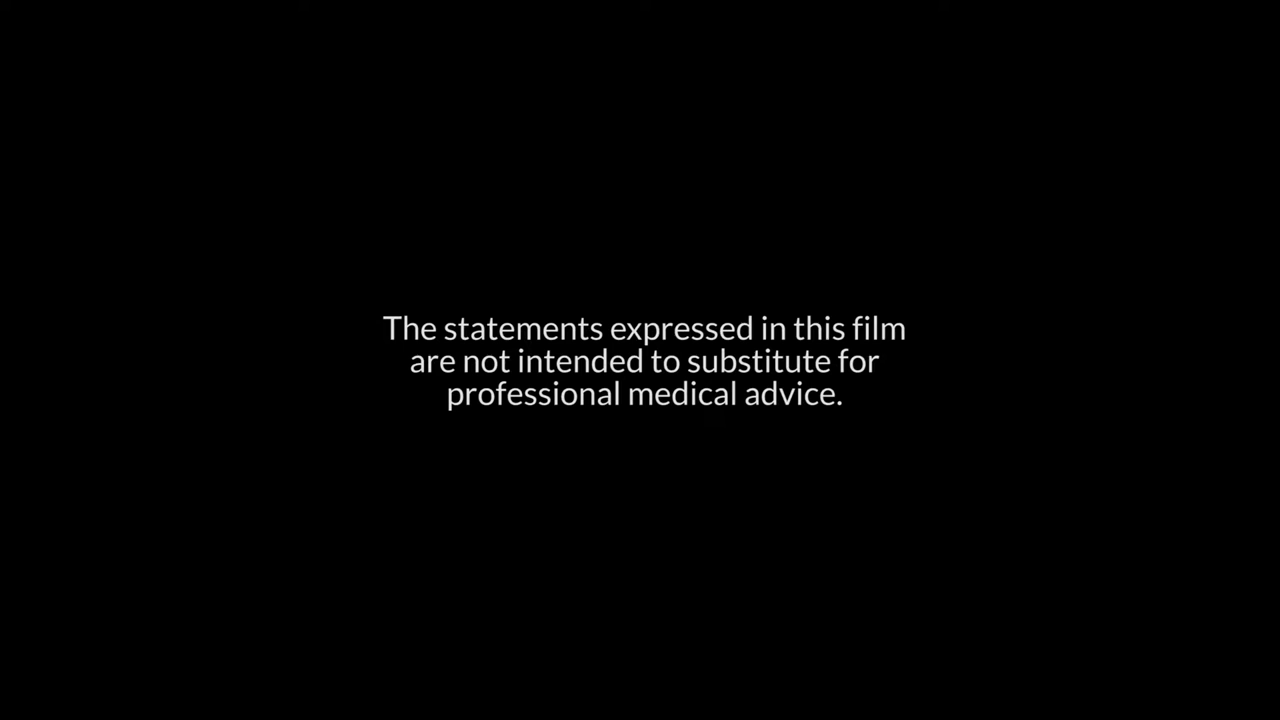 The statements expressed in this film
are not intended to substitute for
professional medical advice.